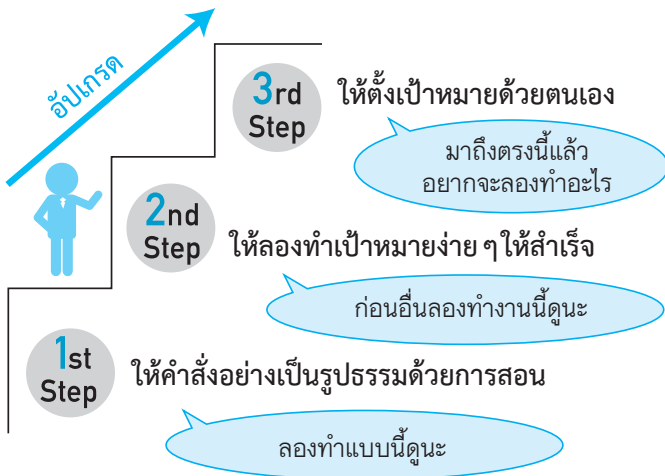 อัปเกรด
3rd
Step
ให้ตั้งเป้าหมายด้วยตนเอง
มาถึงตรงนี้แล้ว
อยากจะลองทำอะไร
2nd
Step
ให้ลองทำเป้าหมายง่าย ๆ ให้สำเร็จ
ก่อนอื่นลองทำงานนี้ดูนะ
1st
Step
ให้คำสั่งอย่างเป็นรูปธรรมด้วยการสอน
ลองทำแบบนี้ดูนะ